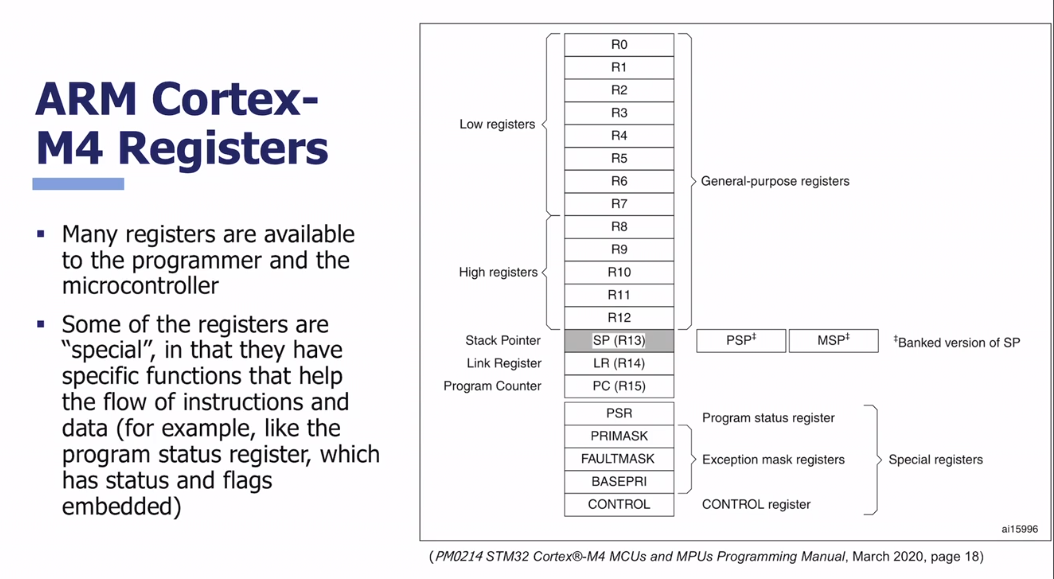 ARM Cortex-
M4 Registers
▪ Many registers are available
to the programmer and the
microcontroller
▪ Some of the registers are
“special”, in that they have
specific functions that help
the flow of instructions and
data (for example, like the
program status register, which
has status and flags
embedded)
R0
R1
R2
R3
Low registers
R4
R5
R6
General-purpose registers
R7
R8
R9
High registers
R10
R11
R12
Stack Pointer SP (R13) PSP‡ MSP‡ ‡Banked version of SP
Link Register LR (R14)
Program Counter PC (R15)
PSR Program status register
PRIMASK
FAULTMASK Exception mask registers Special registers
BASEPRI
CONTROL CONTROL register
ai15996
(PM0214 STM32 Cortex®-M4 MCUs and MPUs Programming Manual, March 2020, page 18)